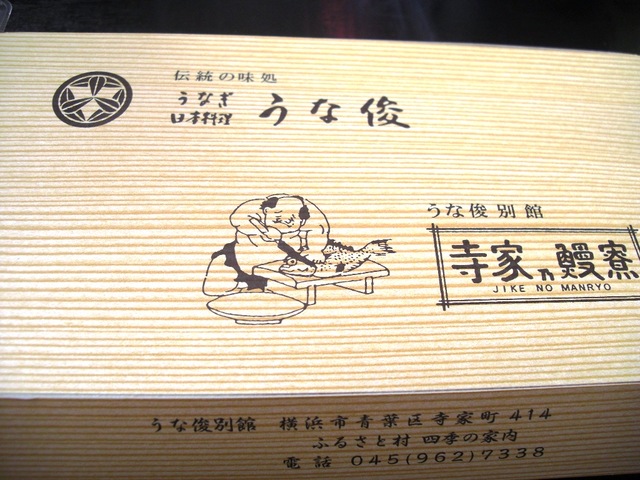 伝統の味処
うなぎ
日本料理
うな俊
うな俊別館
寺家乃鰻寮
JIKE NO MANRYO
うな俊別館 横浜市青葉区寺家町414
ふるさと村 四季の家内
電話 045(962)7338